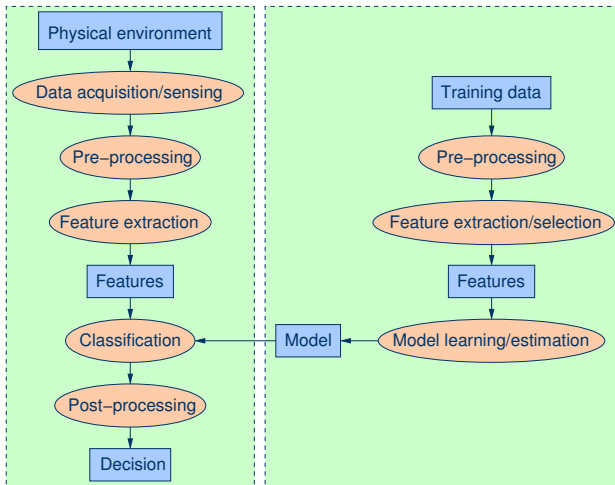 Physical environment
Data acquisition/sensing
Pre−processing
Feature extraction
Features
Classification
Post−processing
Decision
Training data
Pre−processing
Feature extraction/selection
Features
Model learning/estimation
Model